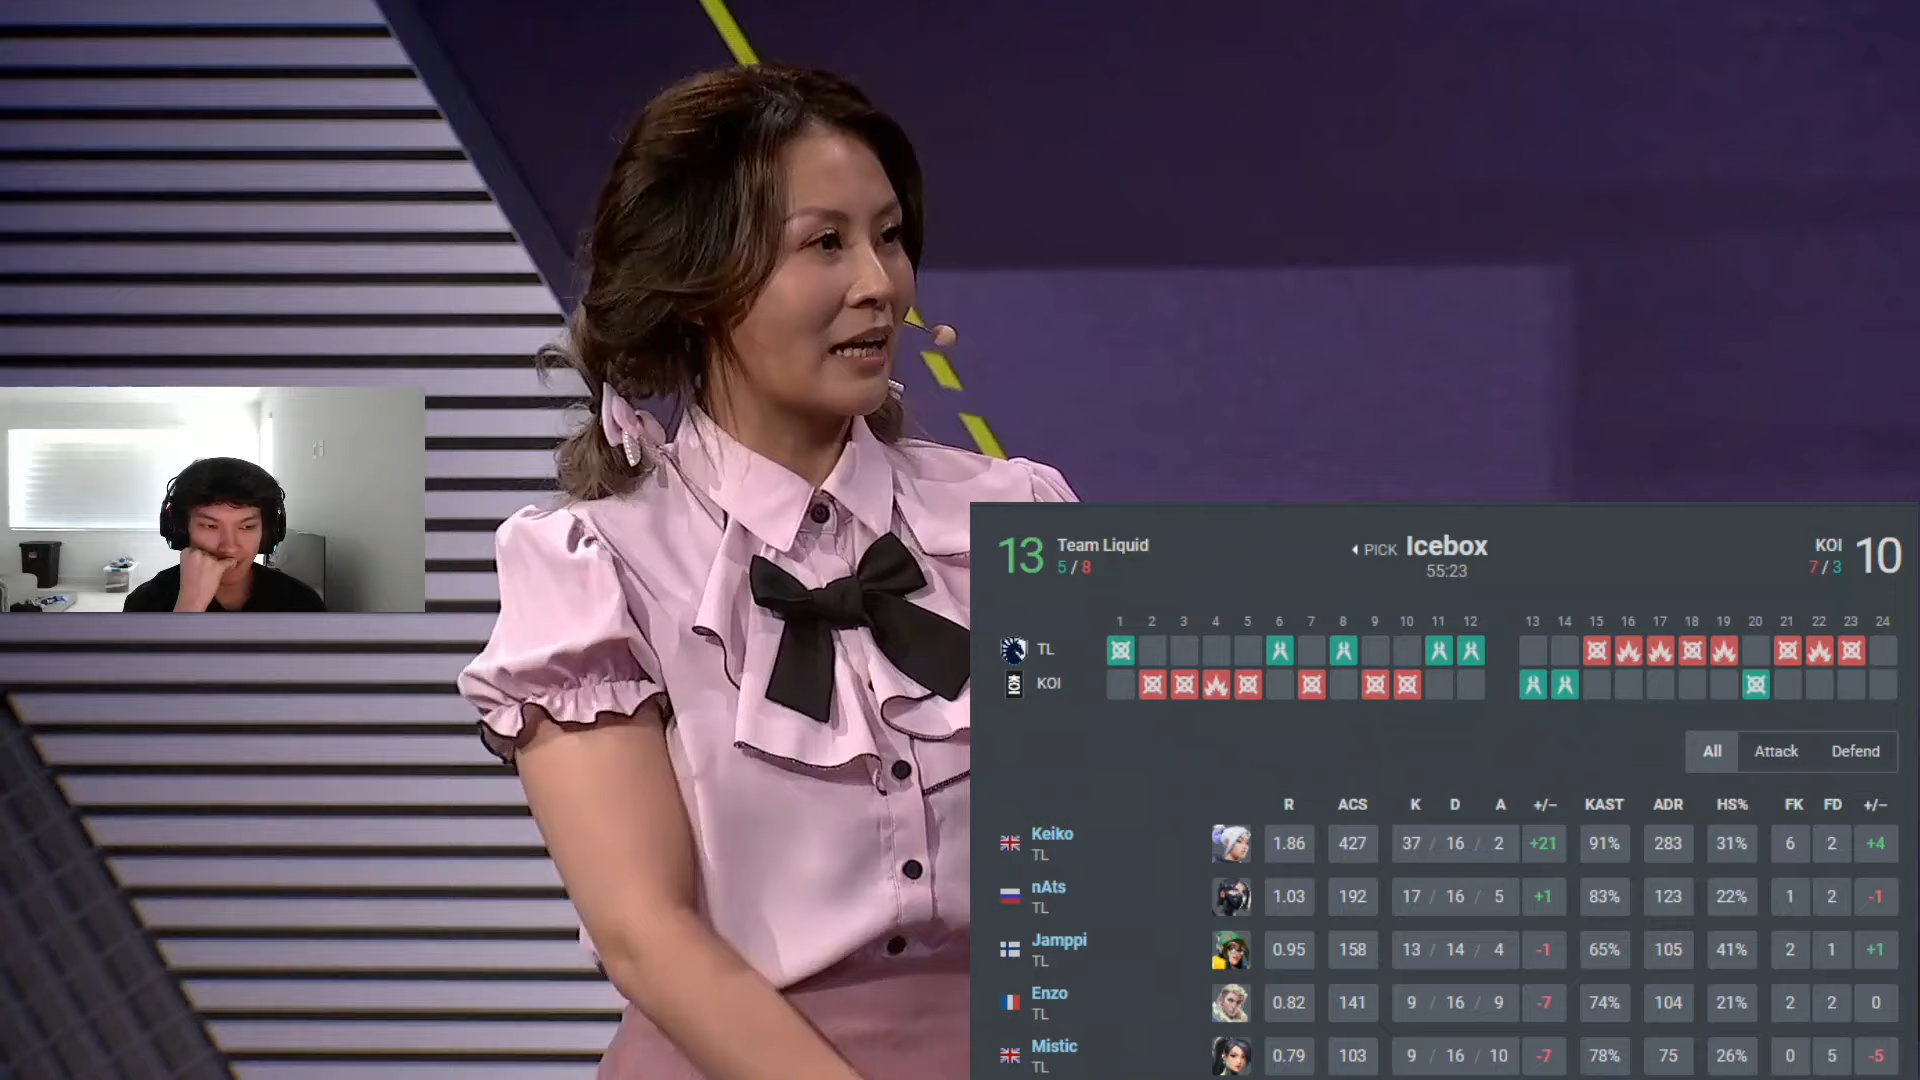 13 Team Liquid PICK Icebox KOI 10
5 / 8 55:23 7 / 3
1 2 3 4 5 6 7 8 9 10 11 12 13 14 15 16 17 18 19 20 21 22 23 24
TL
KOI KOI
All Attack Defend
R ACS K D A +/– KAST ADR HS% FK FD +/–
Keiko 1.86 427 37 / 16 / 2 +21 91% 283 31% 6 2 +4
TL
nAts 1.03 192 17 / 16 / 5 +1 83% 123 22% 1 2 -1
TL
Jamppi 0.95 158 13 / 14 / 4 -1 65% 105 41% 2 1 +1
TL
Enzo 0.82 141 9 / 16 / 9 -7 74% 104 21% 2 2 0
TL
Mistic 0.79 103 9 / 16 / 10 -7 78% 75 26% 0 5 -5
TL